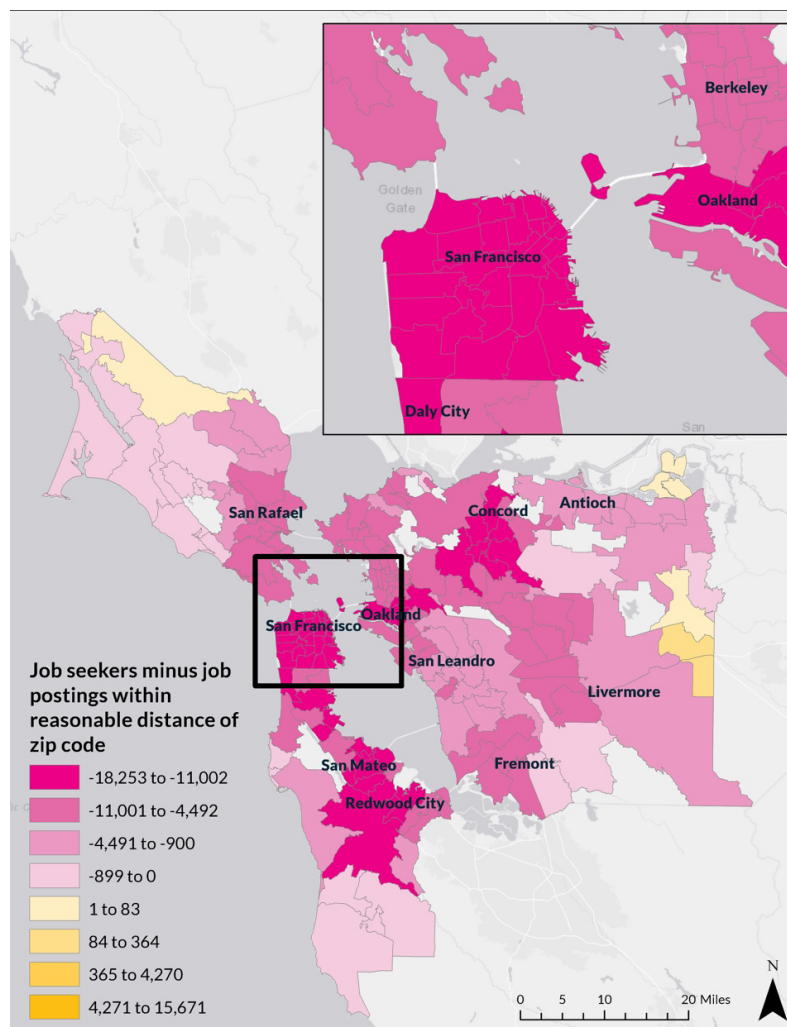 Berkeley
Golden
Gate
Oakland
San Francisco
Daly City
San
San Rafael
Concord
Antioch
Oakland
San Francisco
San Leandro
Livermore
San Mateo
Fremont
Redwood City
Job seekers minus job
postings within
reasonable distance of
zip code
-18,253 to -11,002
-11,001 to -4,492
-4,491 to -900
-899 to 0
1 to 83
84 to 364
365 to 4,270
4,271 to 15,671
N
0 5 10 20 Miles